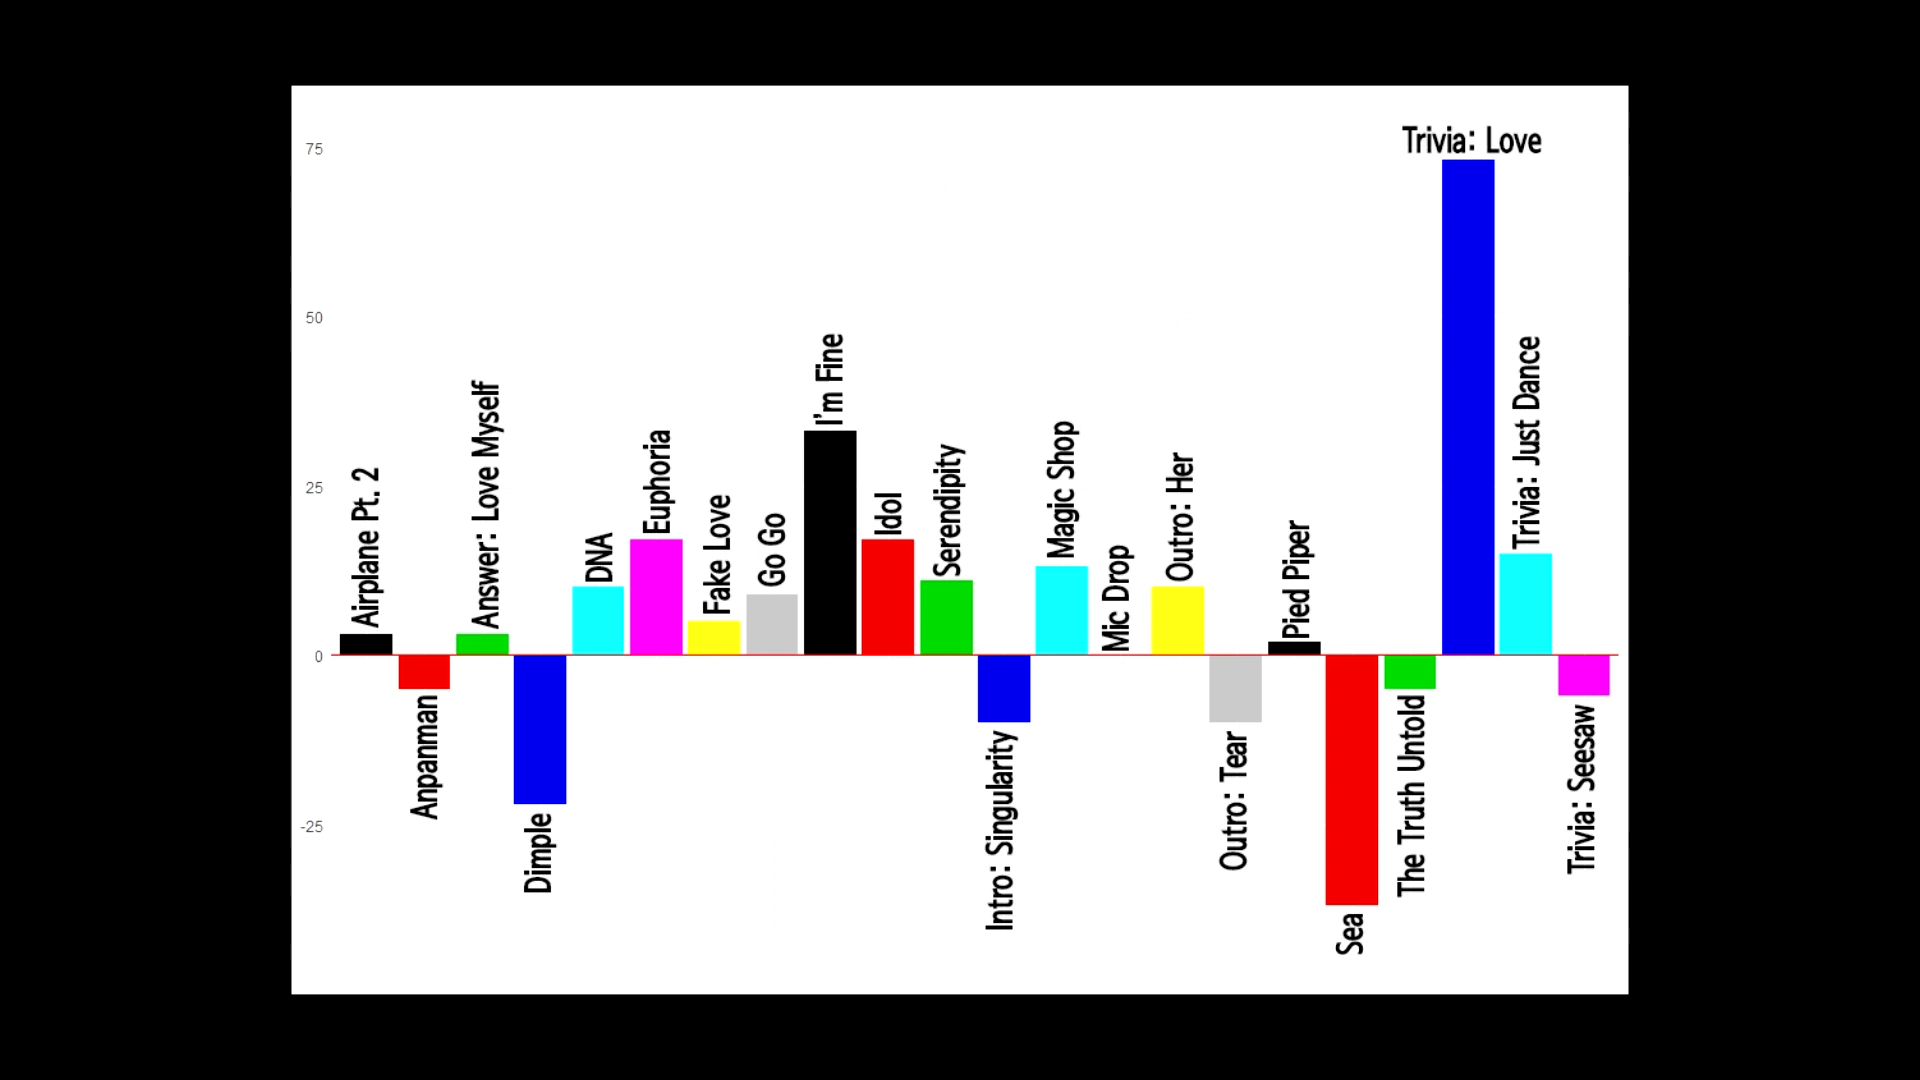 75
50
25
0
-25
Airplane Pt. 2
Anpanman
Answer: Love Myself
Dimple
DNA
Euphoria
Fake Love
Go Go
I'm Fine
Idol
Serendipity
Intro: Singularity
Magic Shop
Mic Drop
Outro: Her
Outro: Tear
Pied Piper
Sea
The Truth Untold
Trivia: Love
Trivia: Just Dance
Trivia: Seesaw